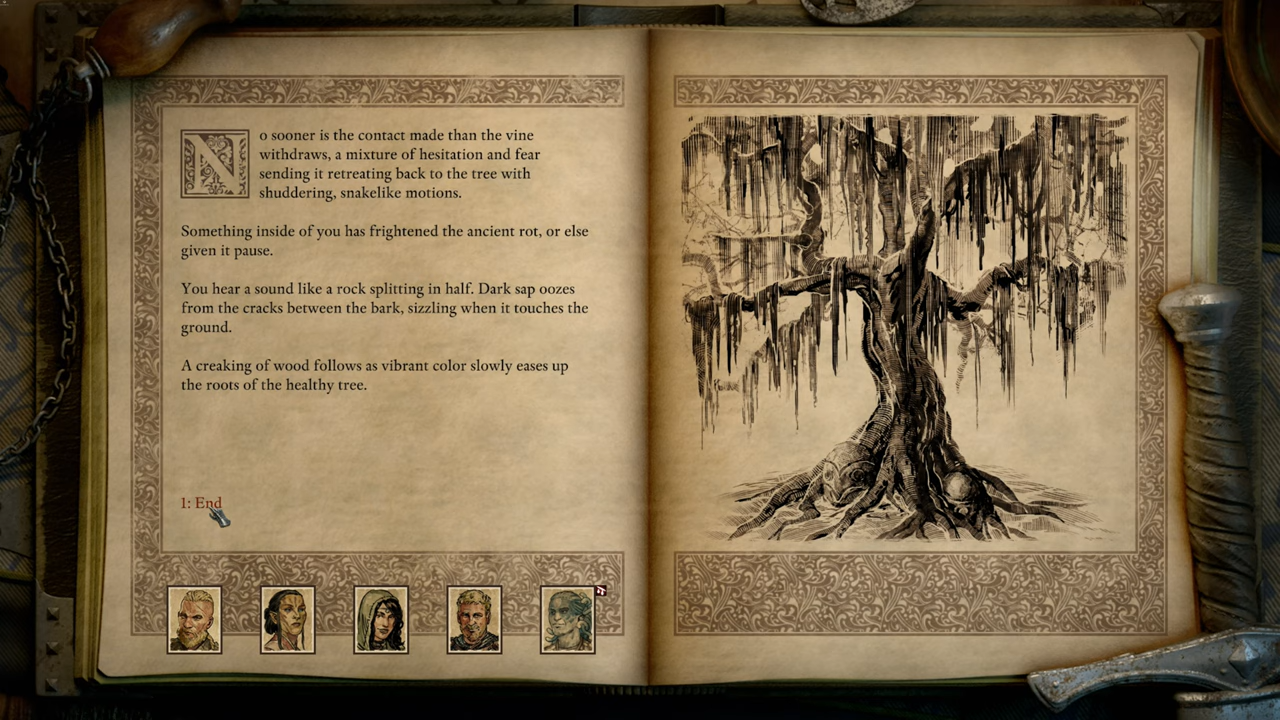 No sooner is the contact made than the vine
withdraws, a mixture of hesitation and fear
sending it retreating back to the tree with
shuddering, snakelike motions.
Something inside of you has frightened the ancient rot, or else
given it pause.
You hear a sound like a rock splitting in half. Dark sap oozes
from the cracks between the bark, sizzling when it touches the
ground.
A creaking of wood follows as vibrant color slowly eases up
the roots of the healthy tree.
1: End